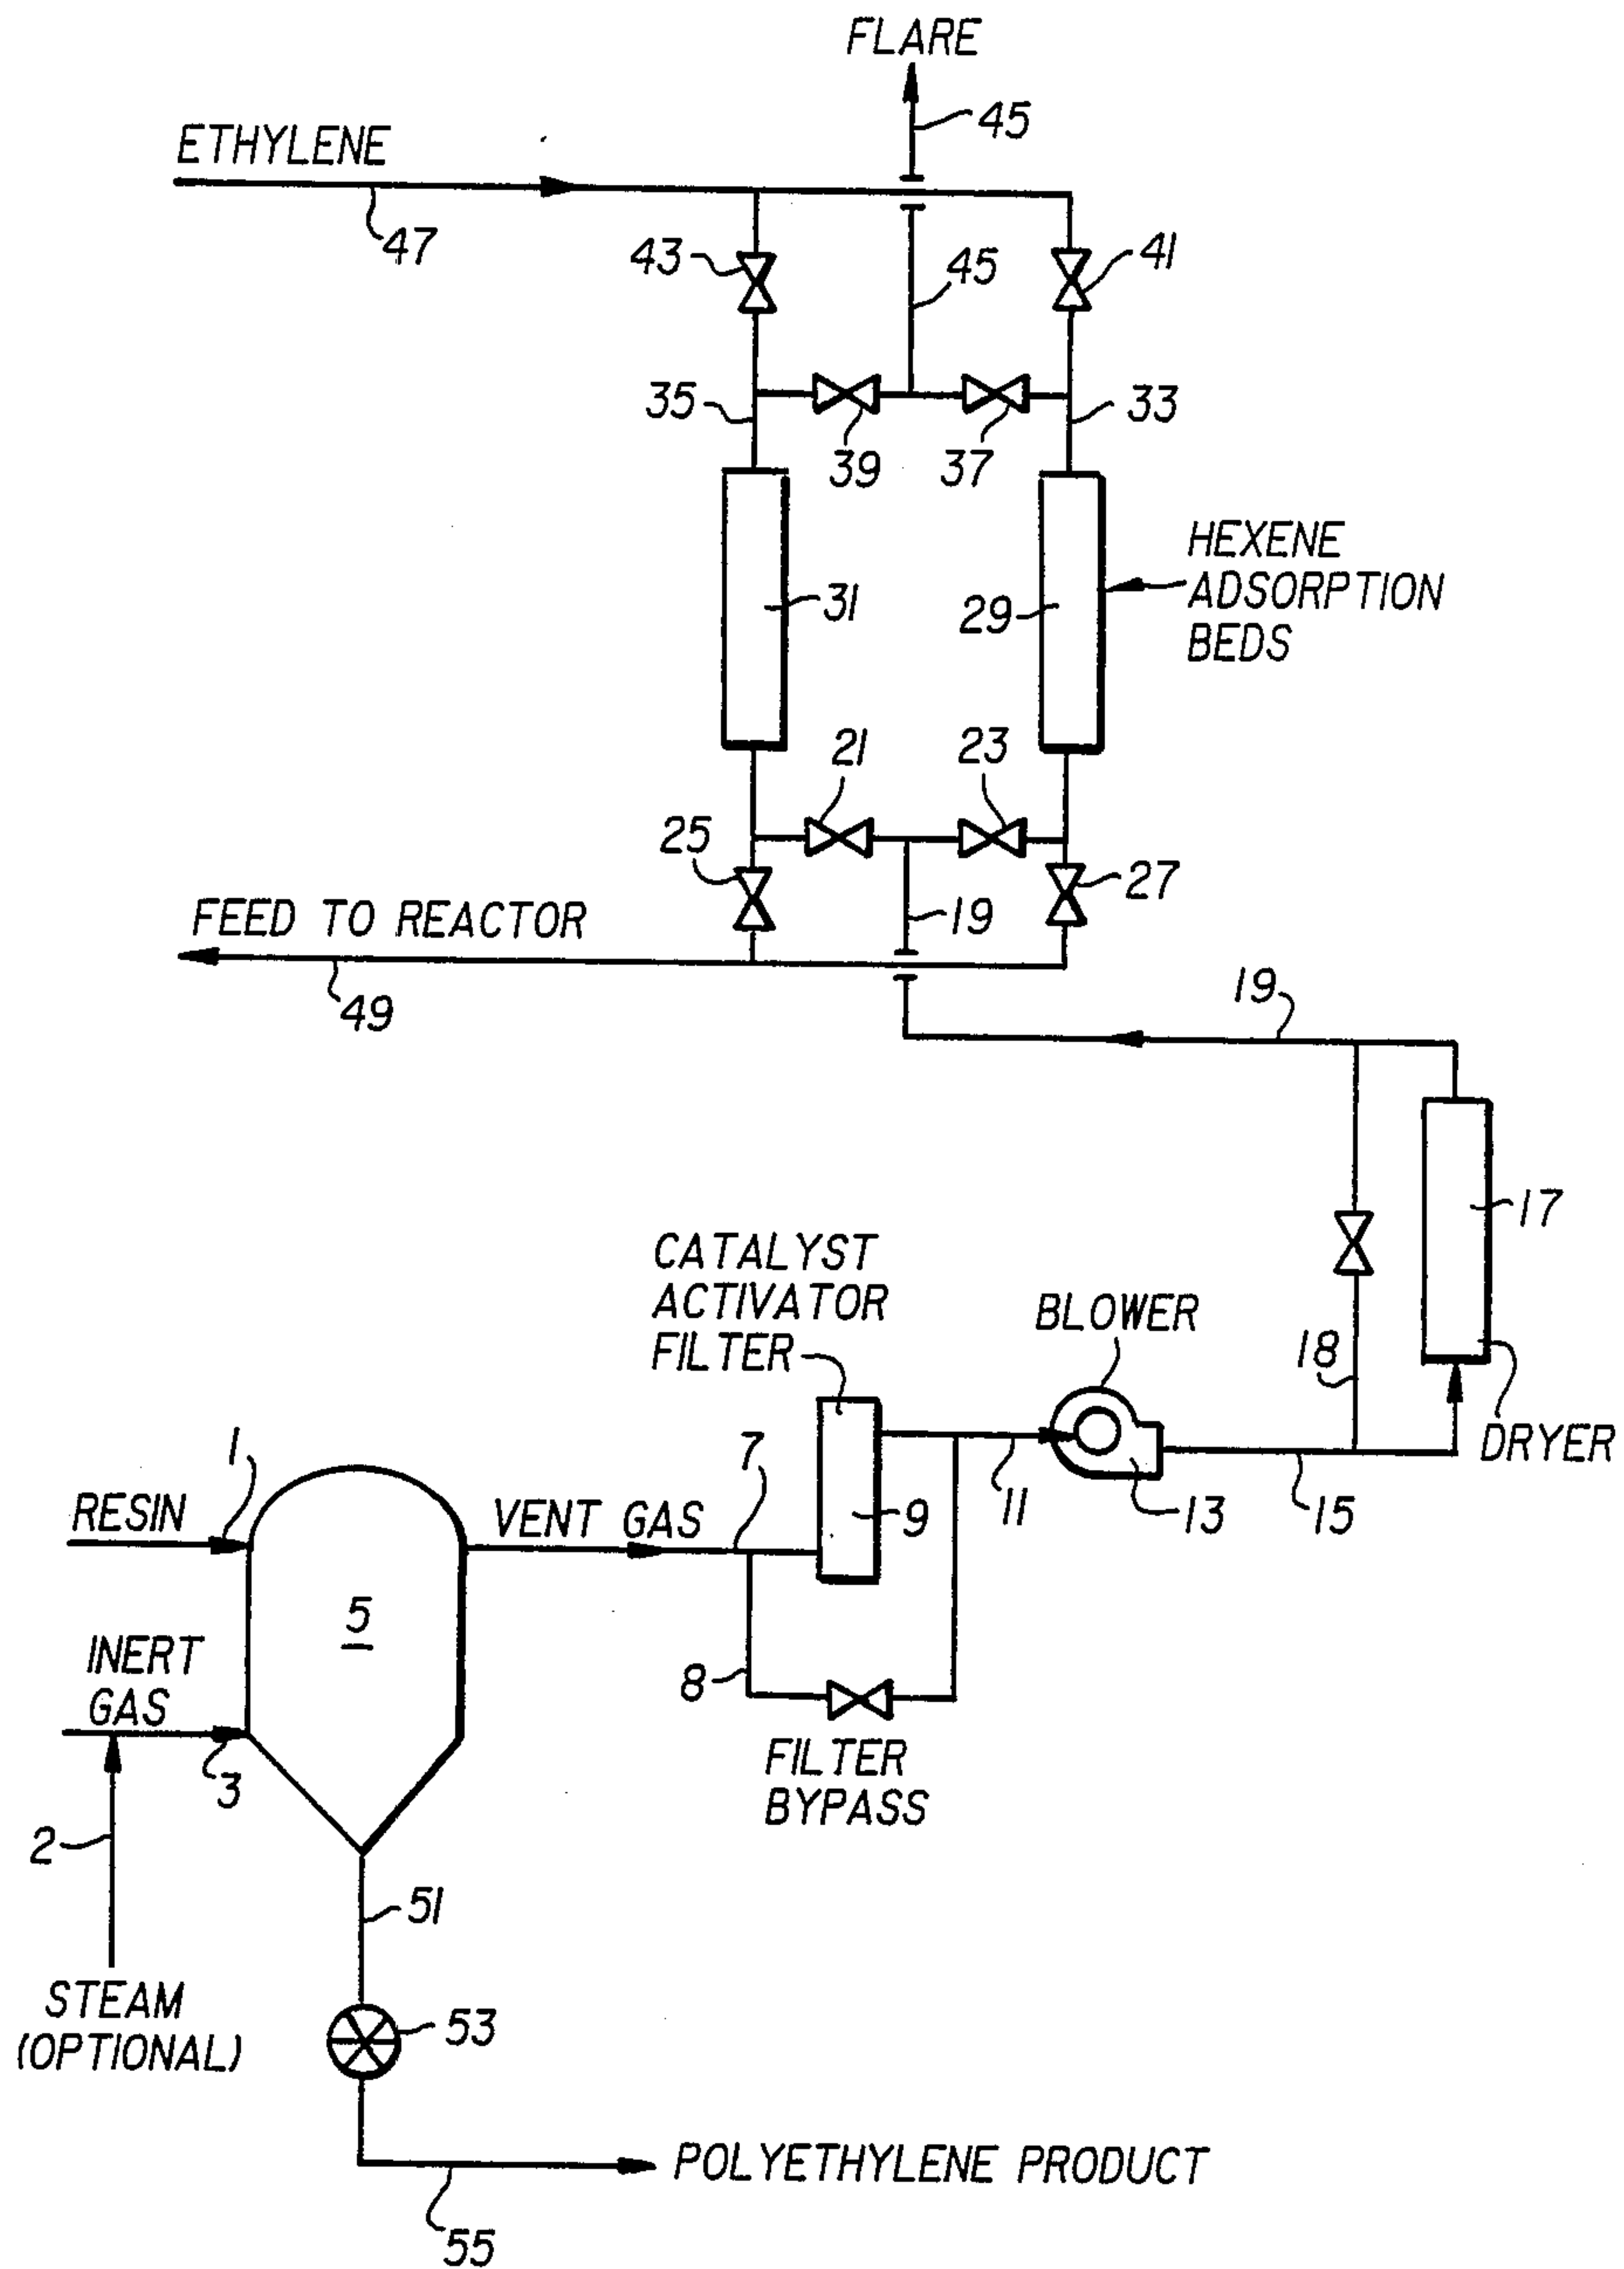 FLARE
45
ETHYLENE
47
43
45
41
35
39
37
33
HEXENE
ADSORPTION
BEDS
31
29
21
23
25
27
FEED TO REACTOR
19
49
19
17
CATALYST
ACTIVATOR
FILTER
BLOWER
18
DRYER
1
7
RESIN
VENT GAS
9
11
13
15
5
INERT
GAS
8
3
FILTER
BYPASS
2
51
STEAM
(OPTIONAL)
53
POLYETHYLENE PRODUCT
55